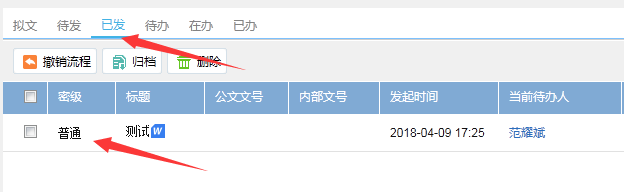 拟文 待发 已发 待办 在办 已办
撤销流程 归档 删除
密级 标题 公文文号 内部文号 发起时间 当前待办人
普通 测试 W 2018-04-09 17:25 范耀斌